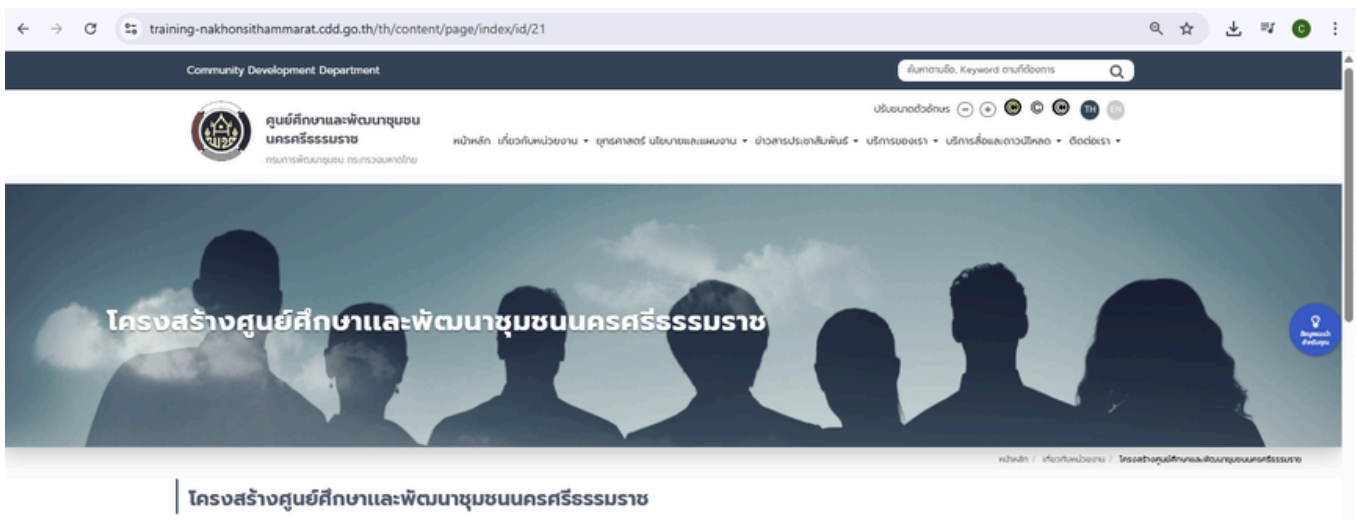 training-nakhonsithammarat.cdd.go.th/th/content/page/index/id/21
C
Community Development Department
ค้นหาตามชื่อ, Keyword ตามที่ต้องการ
ปรับขนาดตัวอักษร - + C C C TH EN
ศูนย์ศึกษาและพัฒนาชุมชน
นครศรีธรรมราช
กรมการพัฒนาชุมชน กระทรวงมหาดไทย
หน้าหลัก เกี่ยวกับหน่วยงาน ยุทธศาสตร์ นโยบายและแผนงาน ข่าวสารประชาสัมพันธ์ บริการของเรา บริการสื่อและดาวน์โหลด ติดต่อเรา
โครงสร้างศูนย์ศึกษาและพัฒนาชุมชนนครศรีธรรมราช
ข้อมูลแนะนำ
สำหรับคุณ
หน้าหลัก / เกี่ยวกับหน่วยงาน / โครงสร้างศูนย์ศึกษาและพัฒนาชุมชนนครศรีธรรมราช
โครงสร้างศูนย์ศึกษาและพัฒนาชุมชนนครศรีธรรมราช